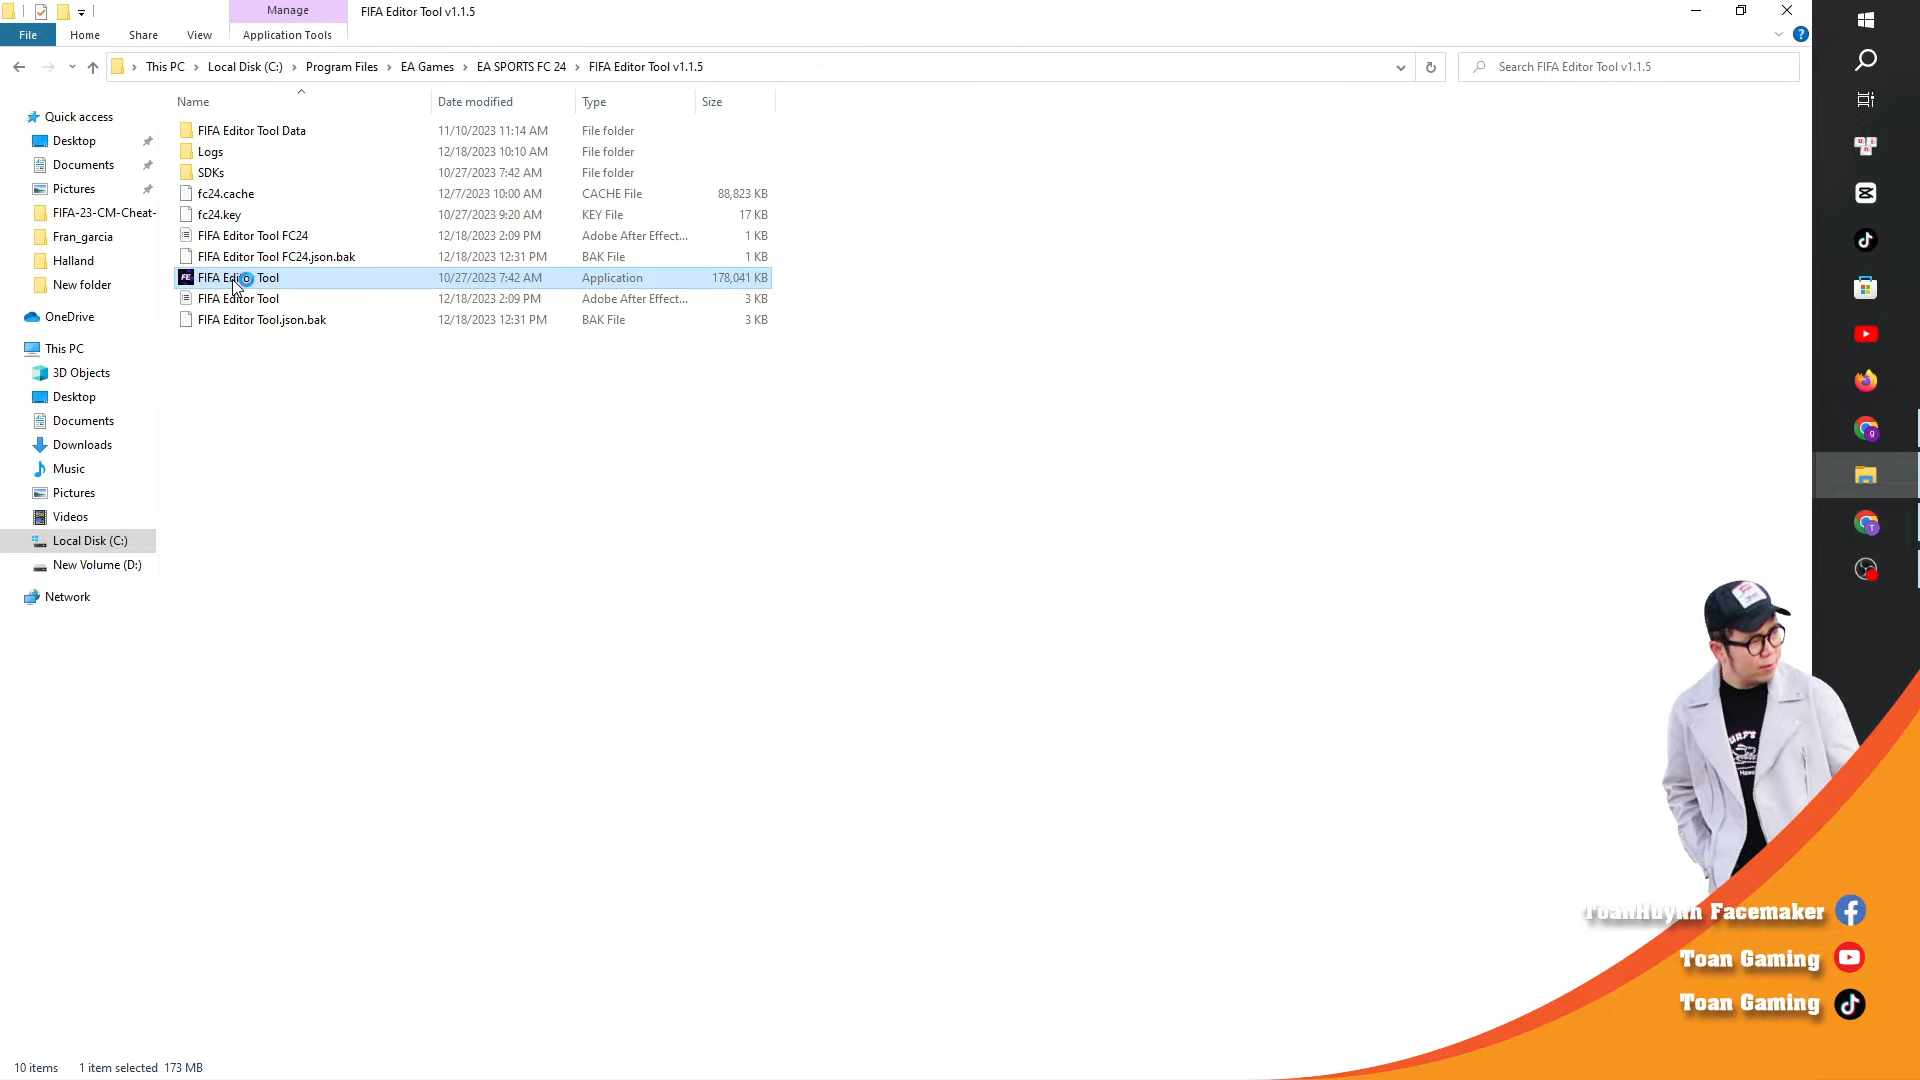 Manage
FIFA Editor Tool v1.1.5
File
Home
Share
View
Application Tools
This PC
Local Disk (C:)
Program Files
EA Games
EA SPORTS FC 24
FIFA Editor Tool v1.1.5
Search FIFA Editor Tool v1.1.5
Name
Date modified
Type
Size
Quick access
Desktop
Documents
Pictures
FIFA-23-CM-Cheat-
Fran_garcia
Halland
New folder
OneDrive
This PC
3D Objects
Desktop
Documents
Downloads
Music
Pictures
Videos
Local Disk (C:)
New Volume (D:)
Network
FIFA Editor Tool Data 11/10/2023 11:14 AM File folder
Logs 12/18/2023 10:10 AM File folder
SDKs 10/27/2023 7:42 AM File folder
fc24.cache 12/7/2023 10:00 AM CACHE File 88,823 KB
fc24.key 10/27/2023 9:20 AM KEY File 17 KB
FIFA Editor Tool FC24 12/18/2023 2:09 PM Adobe After Effect... 1 KB
FIFA Editor Tool FC24.json.bak 12/18/2023 12:31 PM BAK File 1 KB
FIFA Editor Tool 10/27/2023 7:42 AM Application 178,041 KB
FIFA Editor Tool 12/18/2023 2:09 PM Adobe After Effect... 3 KB
FIFA Editor Tool.json.bak 12/18/2023 12:31 PM BAK File 3 KB
ToanHuynh Facemaker
Toan Gaming
Toan Gaming
10 items 1 item selected 173 MB